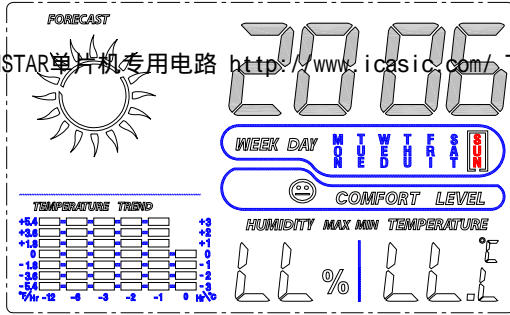 FORECAST
2006
STAR单片机专用电路 http://www.icasic.com/
WEEK DAY MON TUE WED THR FRI SAT SUN
COMFORT LEVEL
TEMPERATURE TREND
+5.4 +3
+3.6 +2
+1.8 +1
0 0
-1.8 -1
-3.6 -2
-5.4 -3
℉/Hr -12 -6 -3 -2 -1 0 Hr/℃
HUMIDITY MAX MIN TEMPERATURE
%
℃